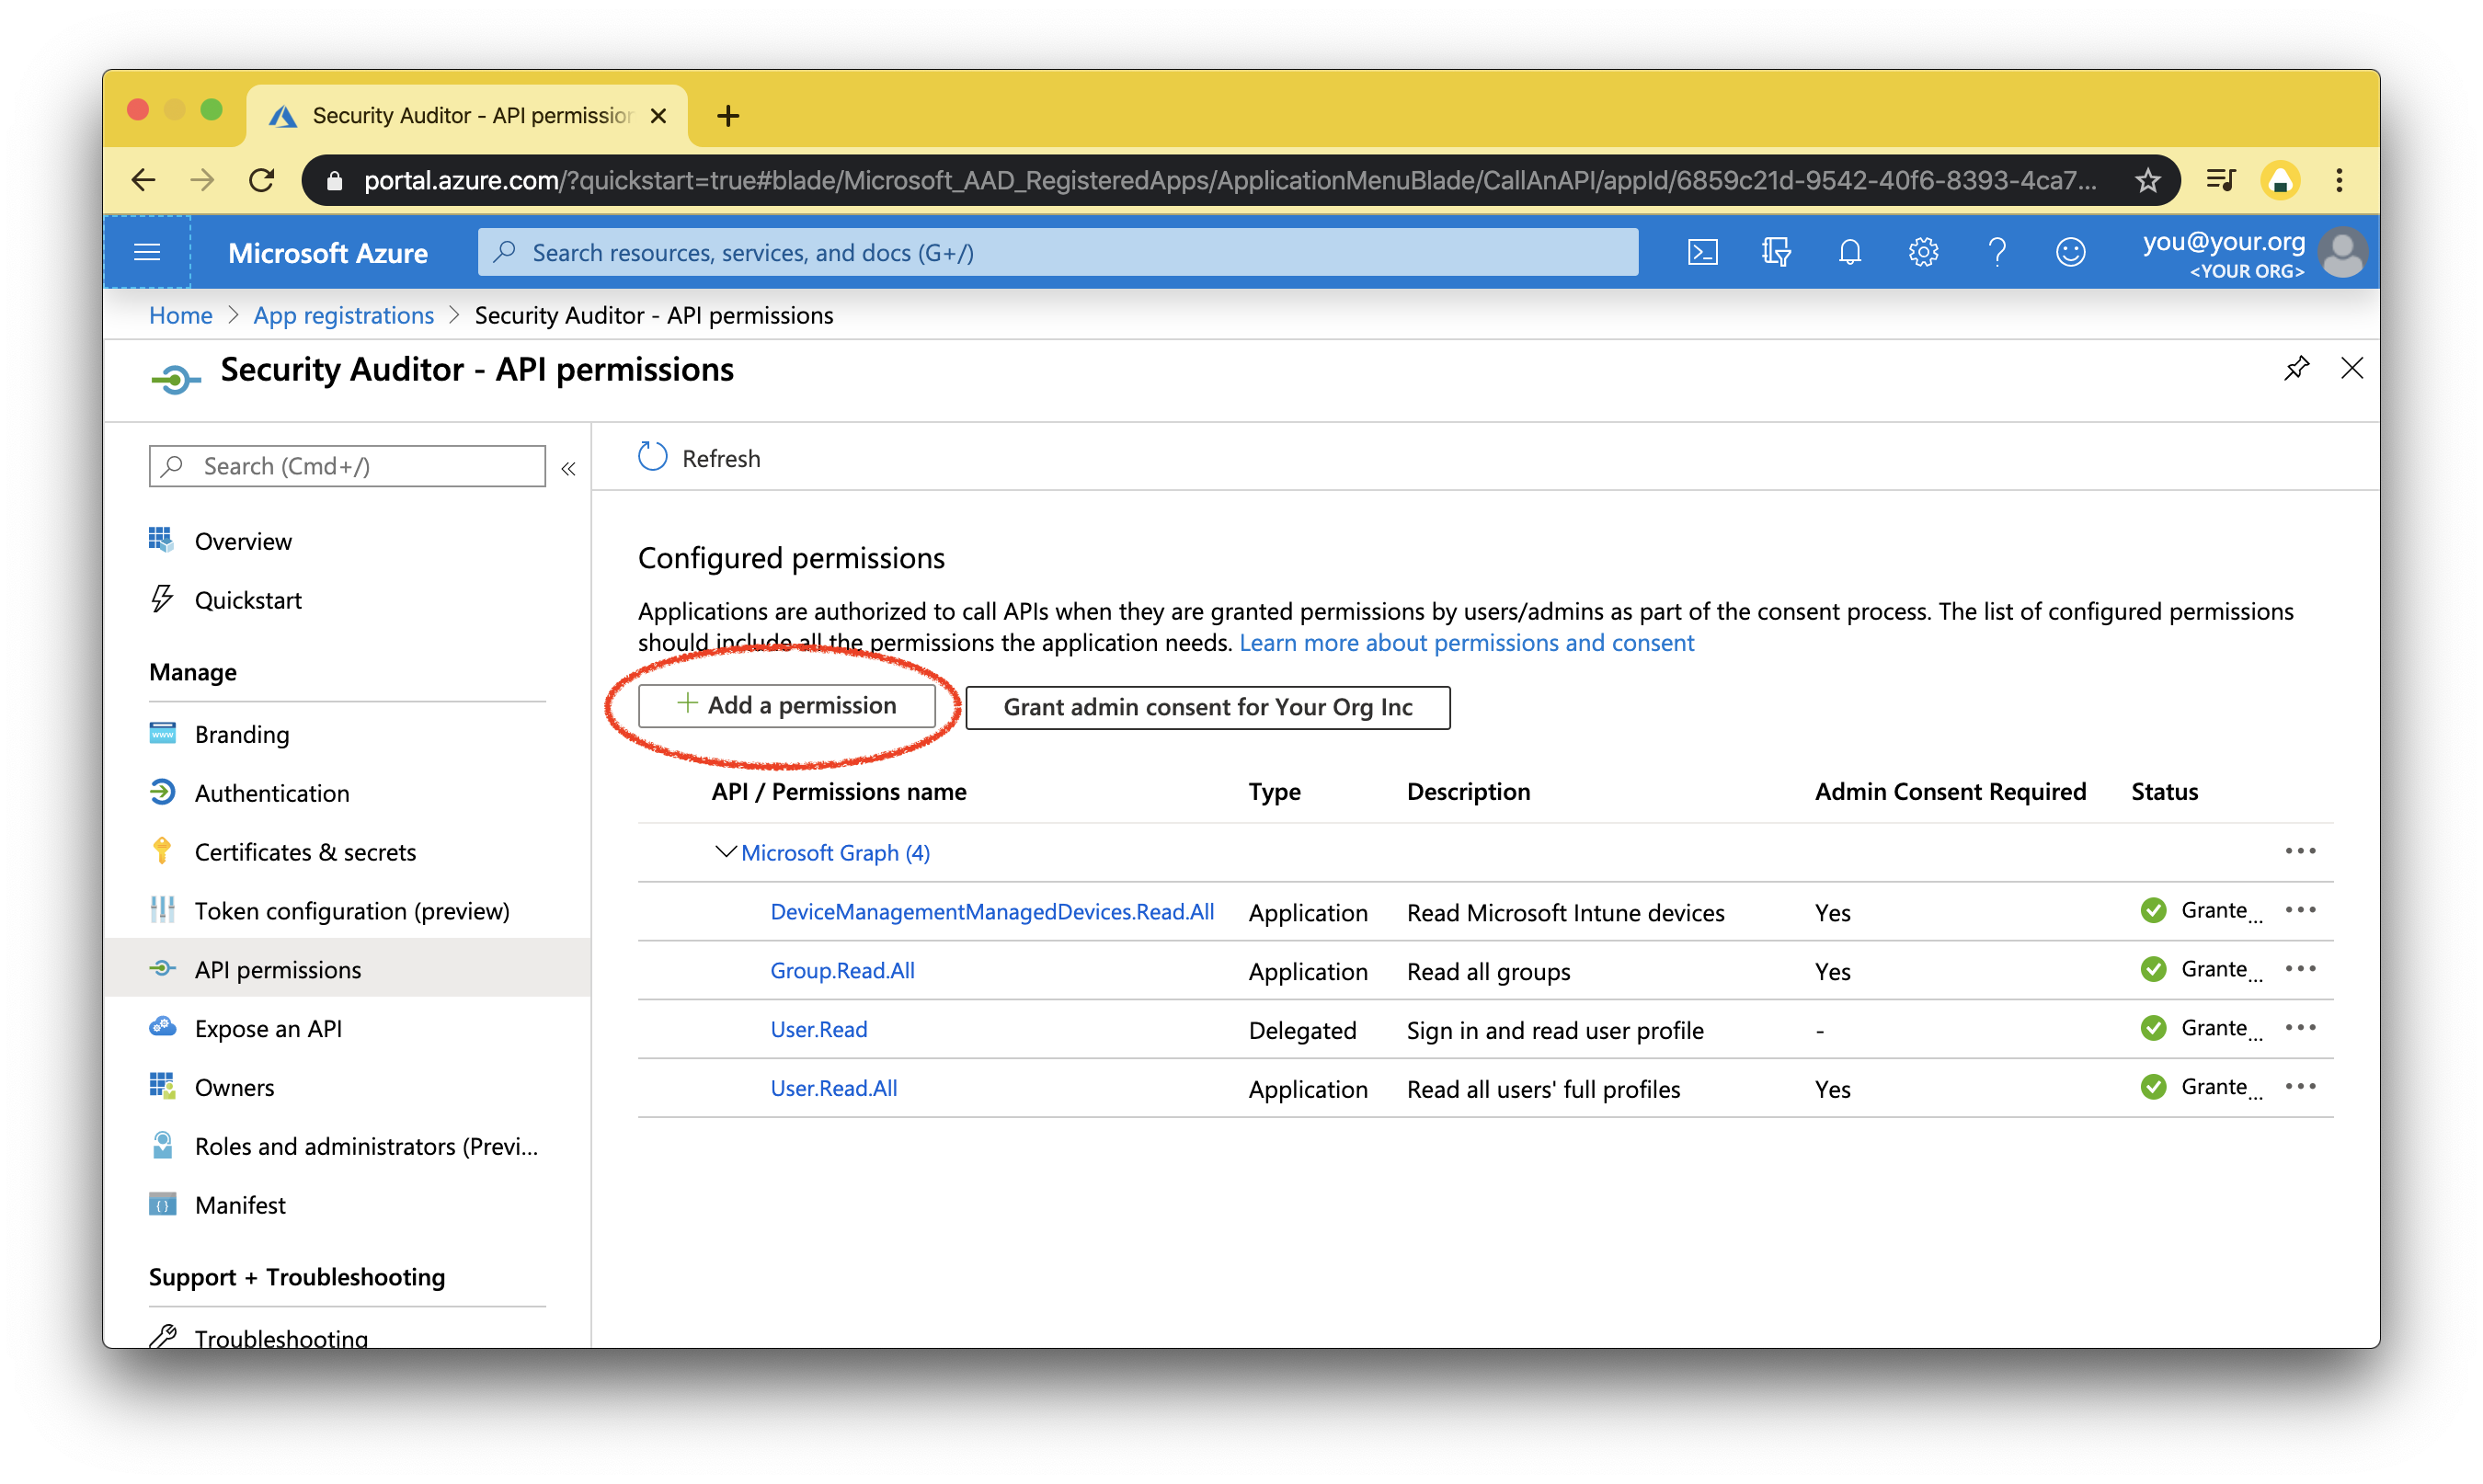 Security Auditor - API permission
portal.azure.com/?quickstart=true#blade/Microsoft_AAD_RegisteredApps/ApplicationMenuBlade/CallAnAPI/appId/6859c21d-9542-40f6-8393-4ca7...
Microsoft Azure
Search resources, services, and docs (G+/)
you@your.org
<YOUR ORG>
Home > App registrations > Security Auditor - API permissions
Security Auditor - API permissions
Search (Cmd+/)
«
Overview
Quickstart
Manage
Branding
Authentication
Certificates & secrets
Token configuration (preview)
API permissions
Expose an API
Owners
Roles and administrators (Previ...
Manifest
Support + Troubleshooting
Troubleshooting
Refresh
Configured permissions
Applications are authorized to call APIs when they are granted permissions by users/admins as part of the consent process. The list of configured permissions
should include all the permissions the application needs. Learn more about permissions and consent
+ Add a permission
Grant admin consent for Your Org Inc
API / Permissions name Type Description Admin Consent Required Status
Microsoft Graph (4)
DeviceManagementManagedDevices.Read.All Application Read Microsoft Intune devices Yes Grante...
Group.Read.All Application Read all groups Yes Grante...
User.Read Delegated Sign in and read user profile - Grante...
User.Read.All Application Read all users' full profiles Yes Grante...